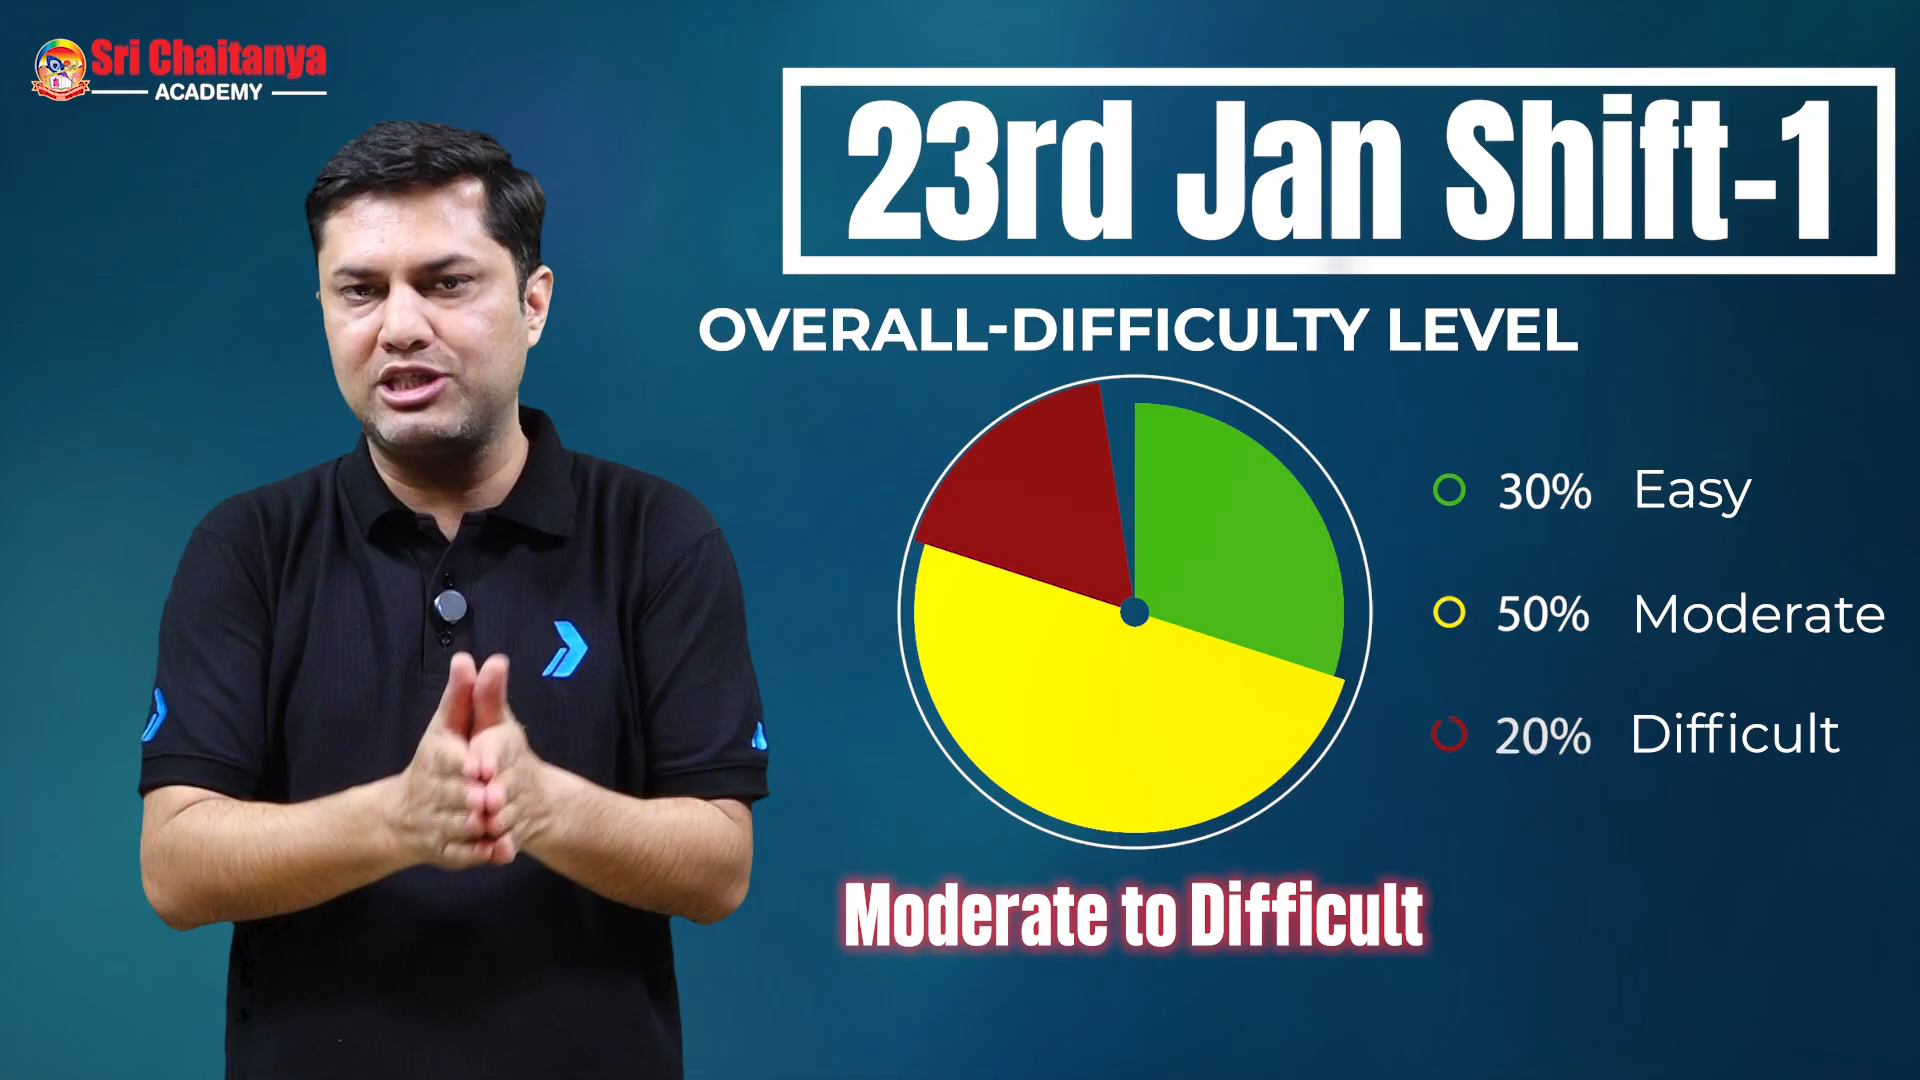 Sri Chaitanya
ACADEMY
23rd Jan Shift-1
OVERALL-DIFFICULTY LEVEL
30% Easy
50% Moderate
20% Difficult
Moderate to Difficult